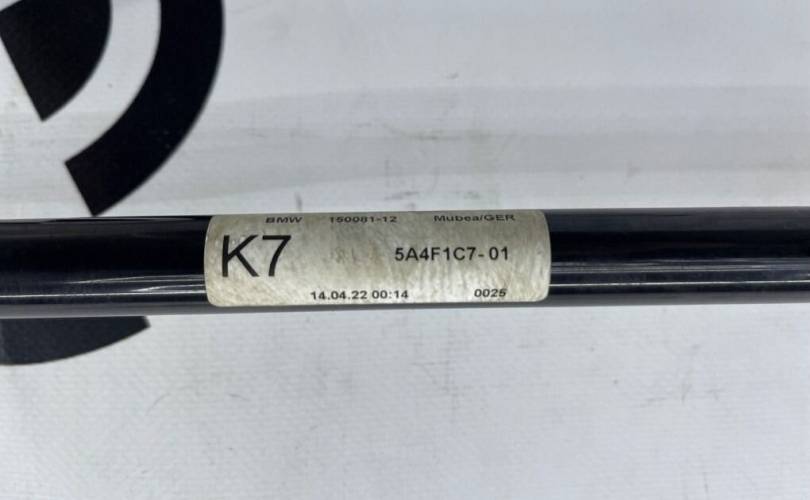 BMW 150081-12 Mubea/GER
K7 5A4F1C7-01
14.04.22 00:14 0025